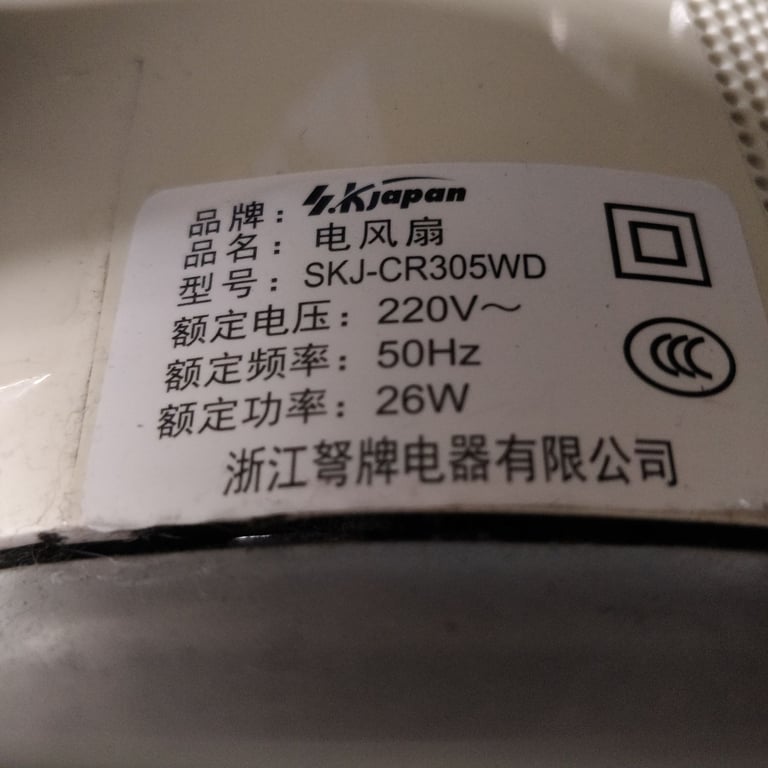 品牌：S.Kjapan
品名：电风扇
型号：SKJ-CR305WD
额定电压：220V～
额定频率：50Hz
额定功率：26W
浙江弩牌电器有限公司
CCC